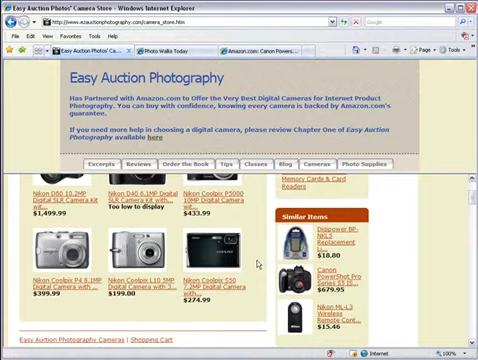 Easy Auction Photos' Camera Store - Windows Internet Explorer
http://www.ezauctionphotography.com/camera_store.htm
Google
File Edit View Favorites Tools Help
Easy Auction Photos' Ca...
Photo Walks Today
Amazon.com: Canon Powers...
Page
Tools
Easy Auction Photography
Has Partnered with Amazon.com to Offer the Very Best Digital Cameras for Internet Product
Photography. You can buy with confidence, knowing every camera is backed by Amazon.com's
guarantee.
If you need more help in choosing a digital camera, please review Chapter One of Easy Auction
Photography available here
Excerpts Reviews Order the Book Tips Classes Blog Cameras Photo Supplies
Nikon D80 10.2MP
Digital SLR Camera Kit
wit...
$1,499.99
Nikon D40 6.1MP Digital
SLR Camera Kit with...
Too low to display
Nikon Coolpix P5000
10MP Digital Camera
wit...
$433.99
Memory Cards & Card
Readers
Similar Items
Digipower BP-
NKL5
Replacement
Li...
$18.80
Canon
PowerShot Pro
Series S5 IS...
$679.95
Nikon ML-L3
Wireless
Remote Cont...
$15.46
COOLPIX
Nikon Coolpix P4 8.1MP
Digital Camera with ...
$399.99
Nikon Coolpix L10 5MP
Digital Camera with 3...
$199.00
Nikon Coolpix S50
7.2MP Digital Camera
with...
$274.99
Easy Auction Photography Cameras | Shopping Cart
Internet
100%